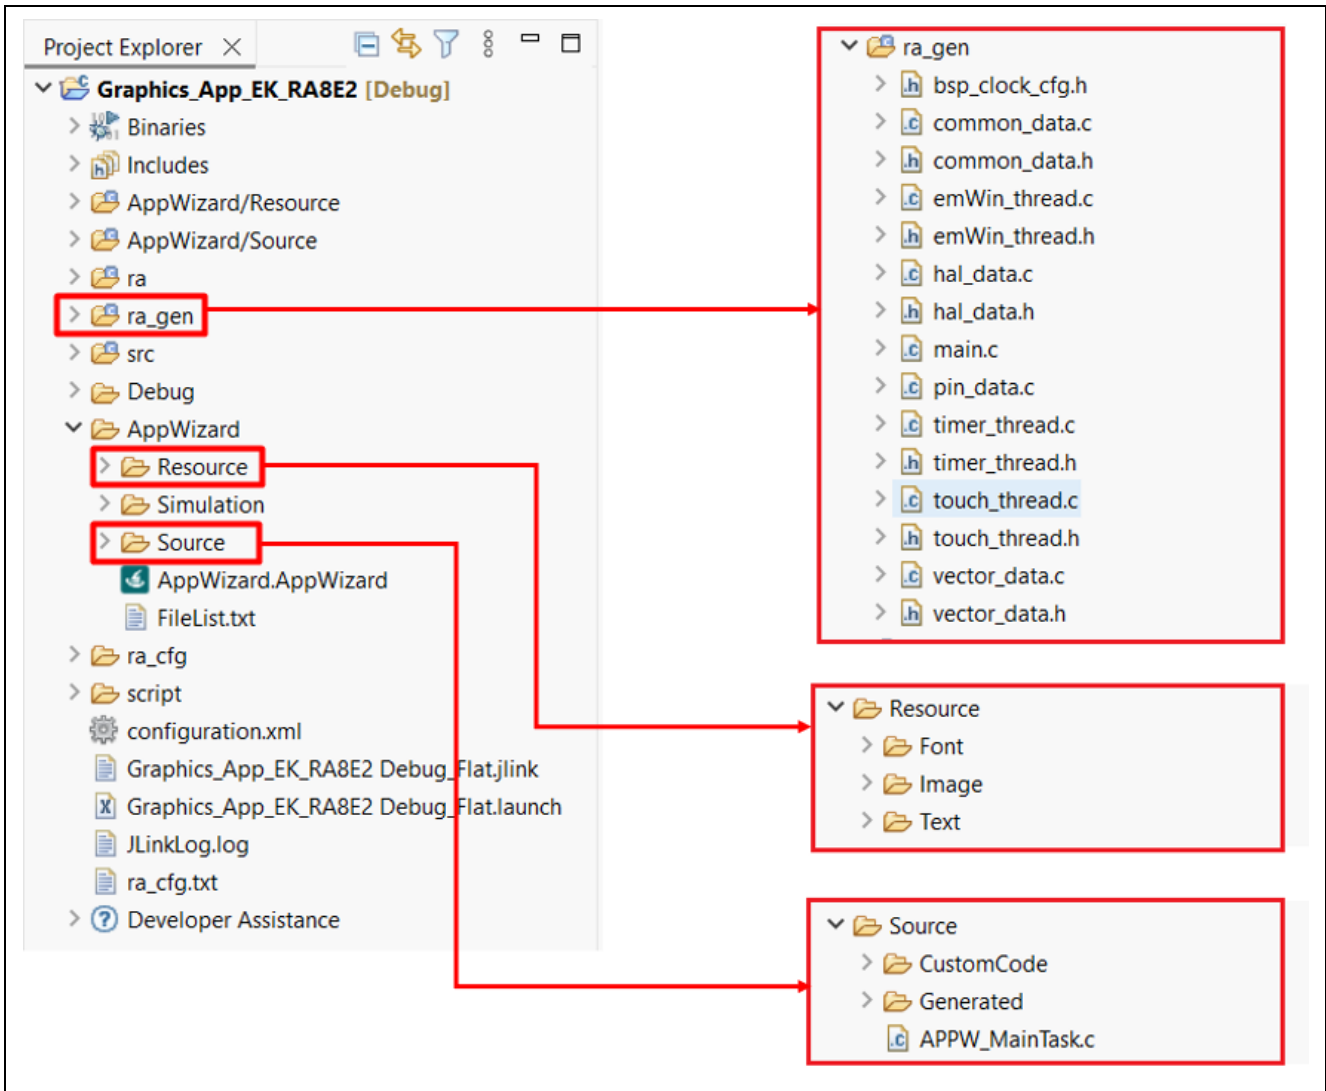 Project Explorer
Graphics_App_EK_RA8E2 [Debug]
Binaries
Includes
AppWizard/Resource
AppWizard/Source
ra
ra_gen
src
Debug
AppWizard
Resource
Simulation
Source
AppWizard.AppWizard
FileList.txt
ra_cfg
script
configuration.xml
Graphics_App_EK_RA8E2 Debug_Flat.jlink
Graphics_App_EK_RA8E2 Debug_Flat.launch
JLinkLog.log
ra_cfg.txt
Developer Assistance
ra_gen
bsp_clock_cfg.h
common_data.c
common_data.h
emWin_thread.c
emWin_thread.h
hal_data.c
hal_data.h
main.c
pin_data.c
timer_thread.c
timer_thread.h
touch_thread.c
touch_thread.h
vector_data.c
vector_data.h
Resource
Font
Image
Text
Source
CustomCode
Generated
APPW_MainTask.c